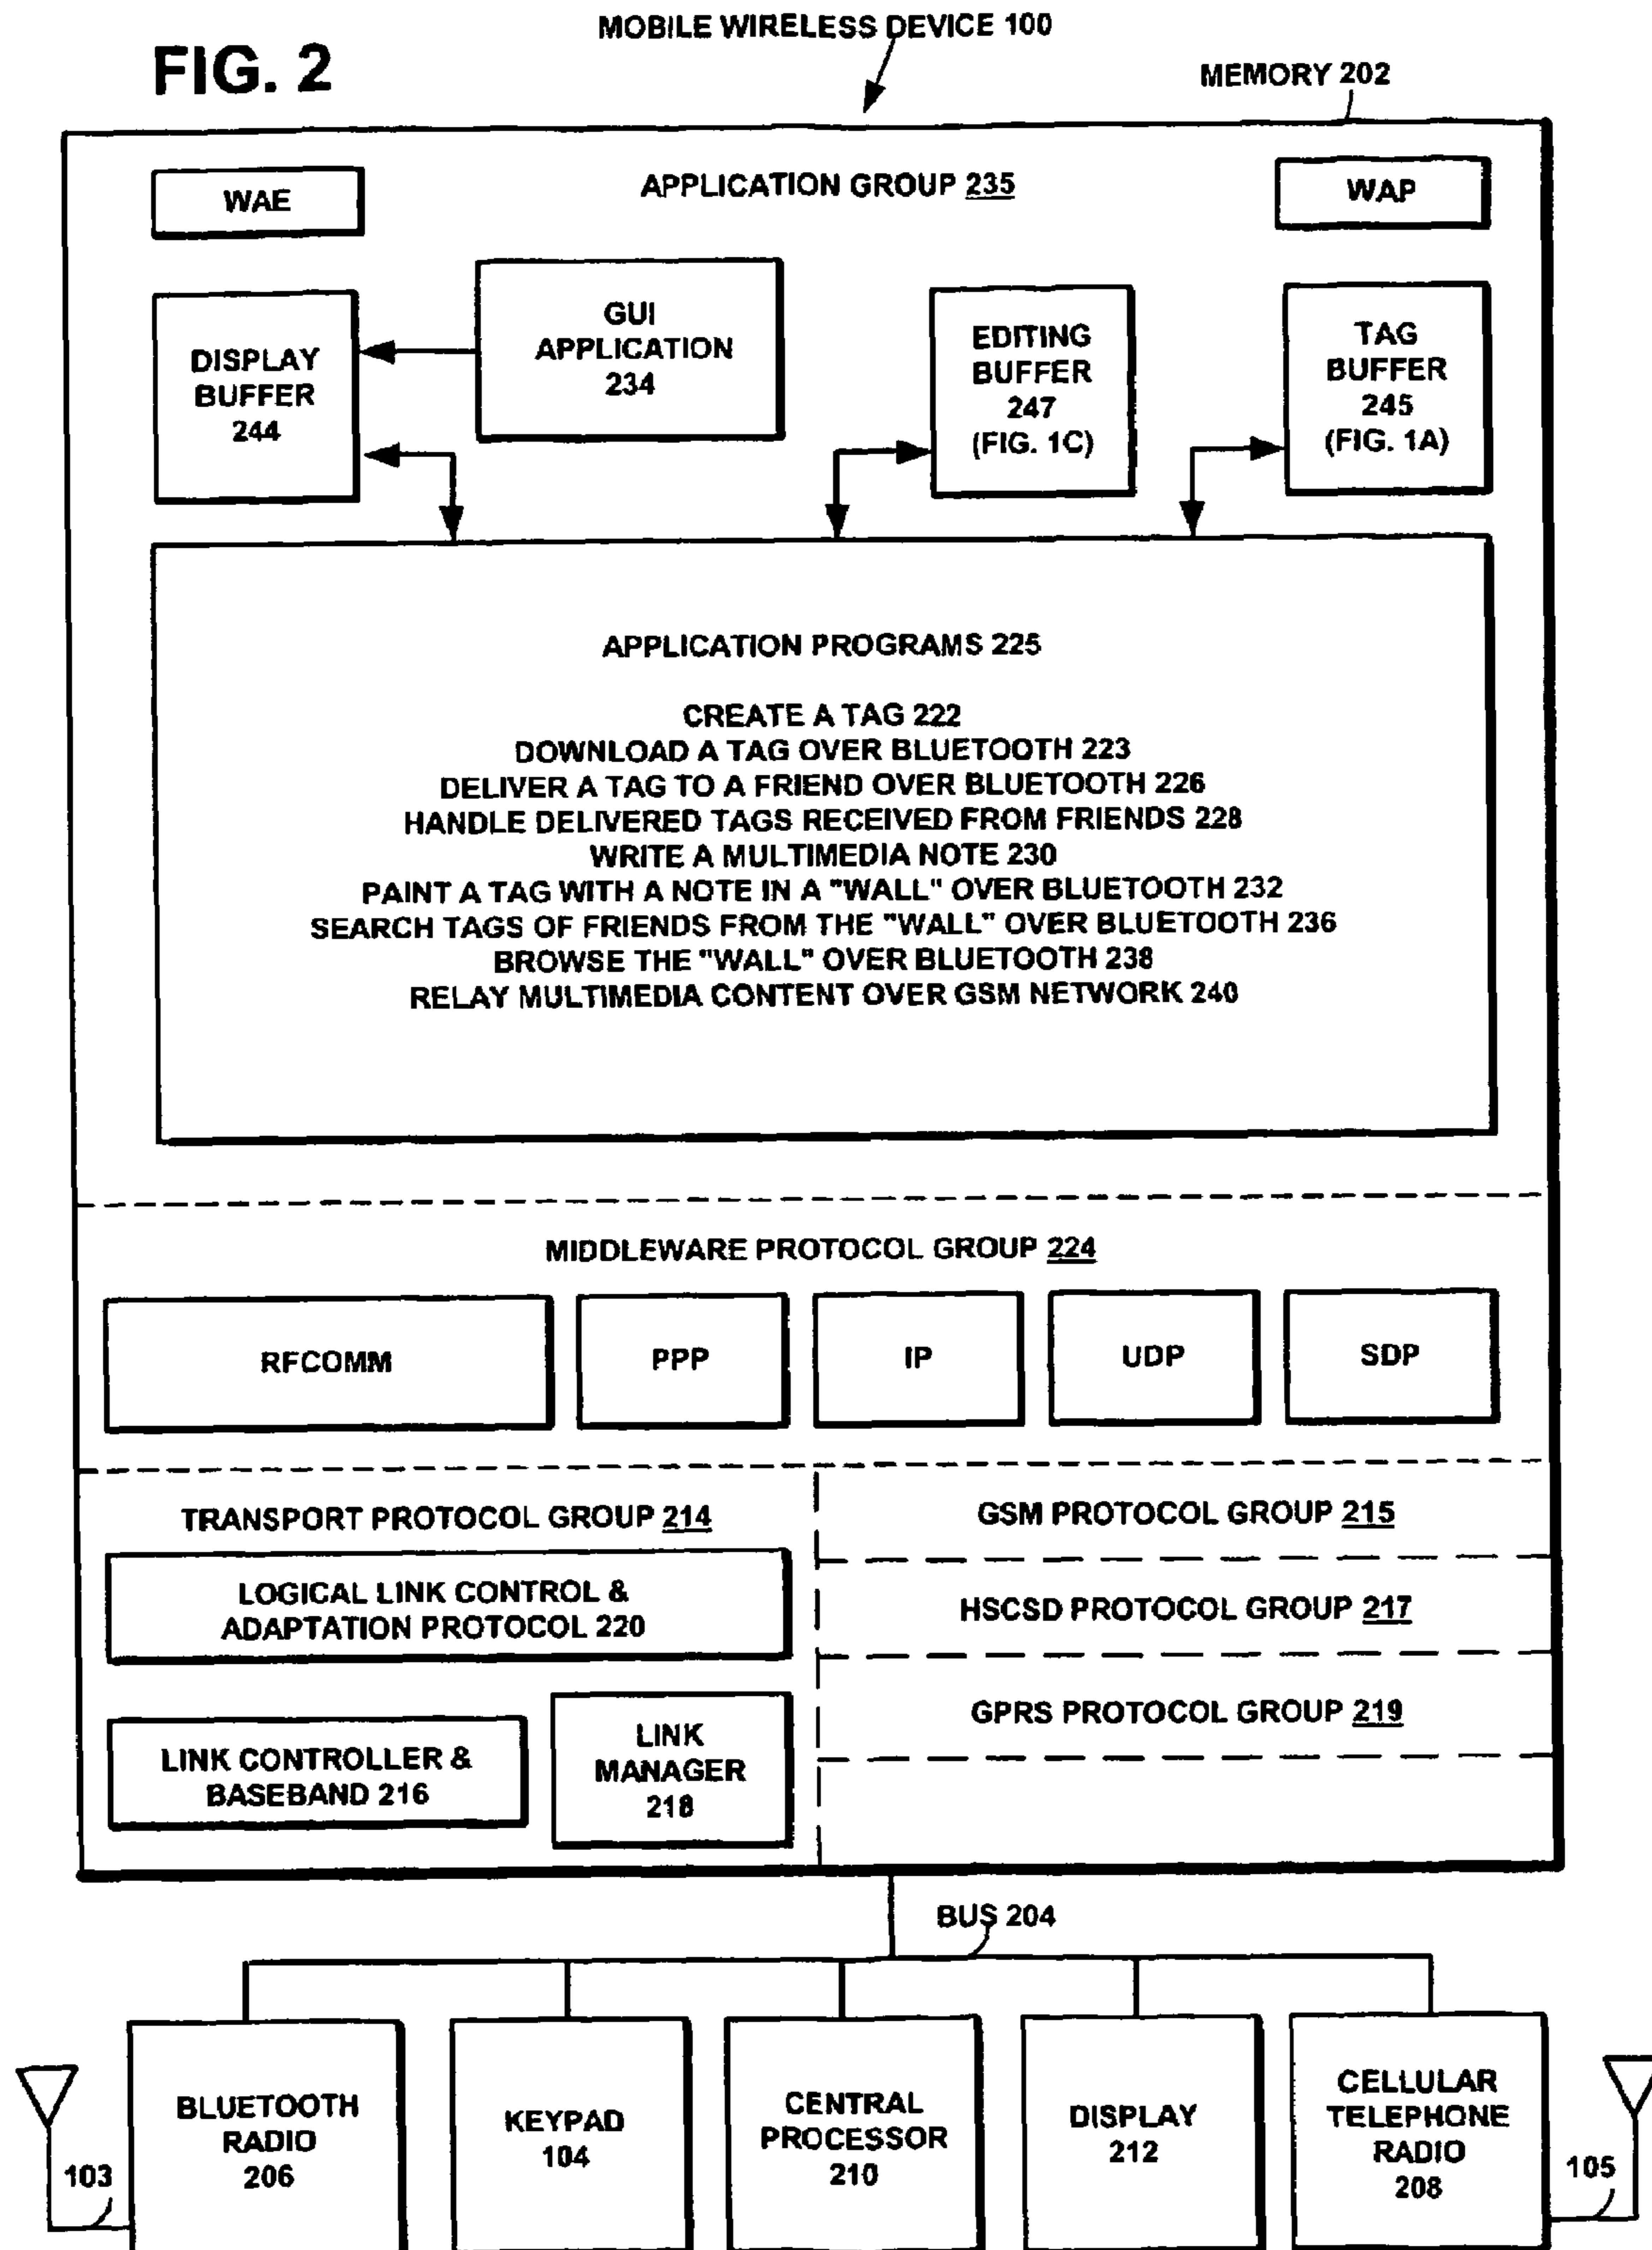 MOBILE WIRELESS DEVICE 100
FIG. 2
MEMORY 202
WAE
APPLICATION GROUP 235
WAP
DISPLAY
BUFFER
244
GUI
APPLICATION
234
EDITING
BUFFER
247
(FIG. 1C)
TAG
BUFFER
245
(FIG. 1A)
APPLICATION PROGRAMS 225
CREATE A TAG 222
DOWNLOAD A TAG OVER BLUETOOTH 223
DELIVER A TAG TO A FRIEND OVER BLUETOOTH 226
HANDLE DELIVERED TAGS RECEIVED FROM FRIENDS 228
WRITE A MULTIMEDIA NOTE 230
PAINT A TAG WITH A NOTE IN A "WALL" OVER BLUETOOTH 232
SEARCH TAGS OF FRIENDS FROM THE "WALL" OVER BLUETOOTH 236
BROWSE THE "WALL" OVER BLUETOOTH 238
RELAY MULTIMEDIA CONTENT OVER GSM NETWORK 240
MIDDLEWARE PROTOCOL GROUP 224
RFCOMM
PPP
IP
UDP
SDP
TRANSPORT PROTOCOL GROUP 214
LOGICAL LINK CONTROL &
ADAPTATION PROTOCOL 220
LINK CONTROLLER &
BASEBAND 216
LINK
MANAGER
218
GSM PROTOCOL GROUP 215
HSCSD PROTOCOL GROUP 217
GPRS PROTOCOL GROUP 219
BUS 204
103
BLUETOOTH
RADIO
206
KEYPAD
104
CENTRAL
PROCESSOR
210
DISPLAY
212
CELLULAR
TELEPHONE
RADIO
208
105